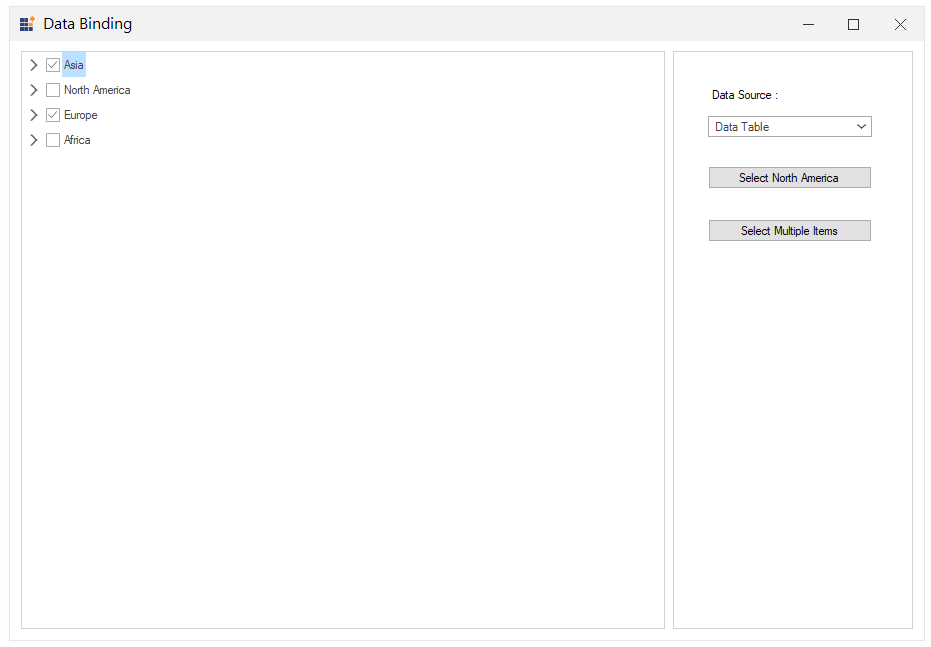 Data Binding
Asia
North America
Europe
Africa
Data Source :
Data Table
Select North America
Select Multiple Items